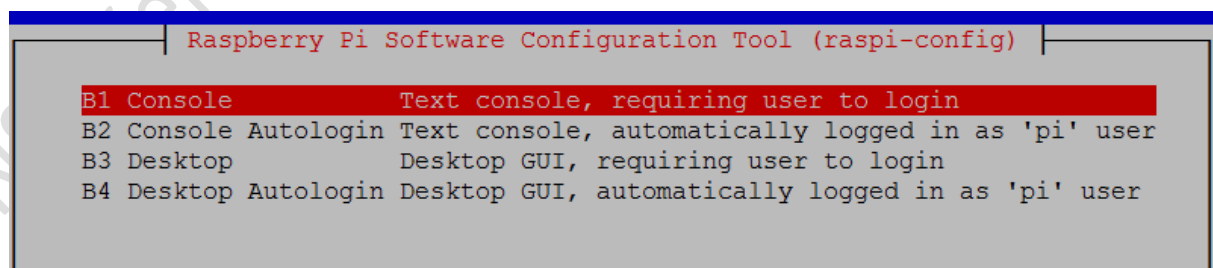 Raspberry Pi Software Configuration Tool (raspi-config)
B1 Console Text console, requiring user to login
B2 Console Autologin Text console, automatically logged in as 'pi' user
B3 Desktop Desktop GUI, requiring user to login
B4 Desktop Autologin Desktop GUI, automatically logged in as 'pi' user